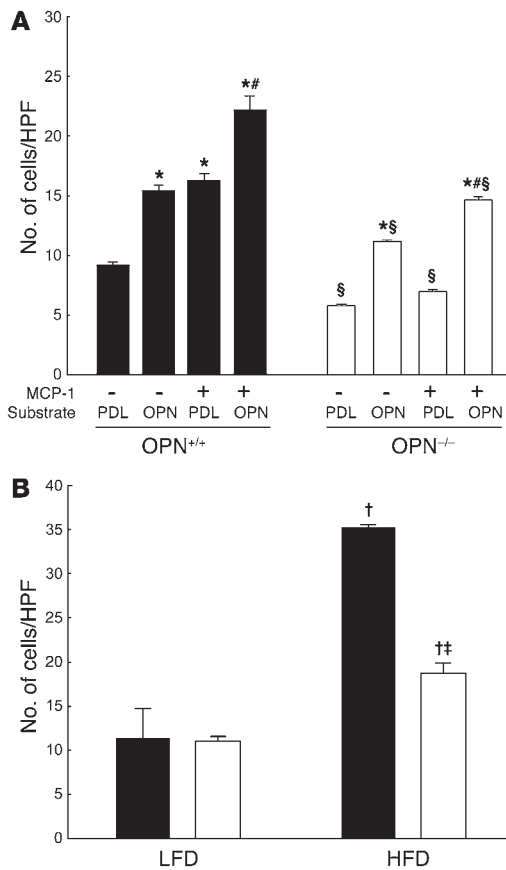 A
30
25
20
15
10
5
0
No. of cells/HPF
* * *#
§ *§ § *#§
MCP-1 - - + + - - + +
Substrate PDL OPN PDL OPN PDL OPN PDL OPN
OPN+/+ OPN–/–
B
40
35
30
25
20
15
10
5
0
No. of cells/HPF
†
†‡
LFD HFD